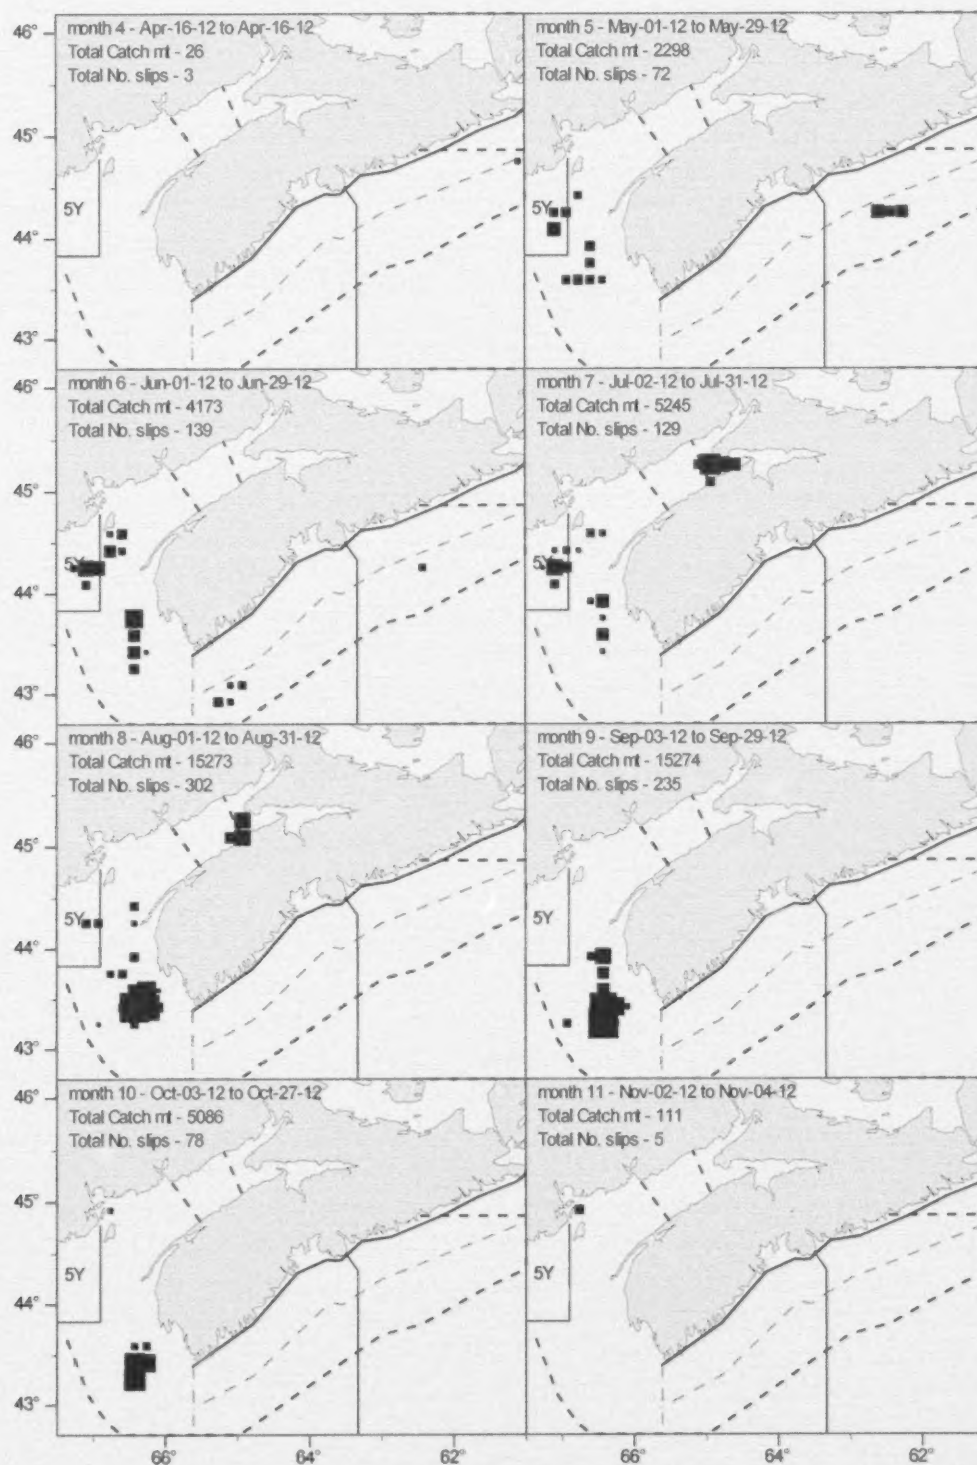 46°
month 4 - Apr-16-12 to Apr-16-12
Total Catch mt - 26
Total No. slips - 3
45°
5Y
44°
43°
month 5 - May-01-12 to May-29-12
Total Catch mt - 2298
Total No. slips - 72
5Y
46°
month 6 - Jun-01-12 to Jun-29-12
Total Catch mt - 4173
Total No. slips - 139
45°
5Y
44°
43°
month 7 - Jul-02-12 to Jul-31-12
Total Catch mt - 5245
Total No. slips - 129
5Y
46°
month 8 - Aug-01-12 to Aug-31-12
Total Catch mt - 15273
Total No. slips - 302
45°
5Y
44°
43°
month 9 - Sep-03-12 to Sep-29-12
Total Catch mt - 15274
Total No. slips - 235
5Y
46°
month 10 - Oct-03-12 to Oct-27-12
Total Catch mt - 5086
Total No. slips - 78
45°
5Y
44°
43°
month 11 - Nov-02-12 to Nov-04-12
Total Catch mt - 111
Total No. slips - 5
5Y
66° 64° 62° 66° 64° 62°